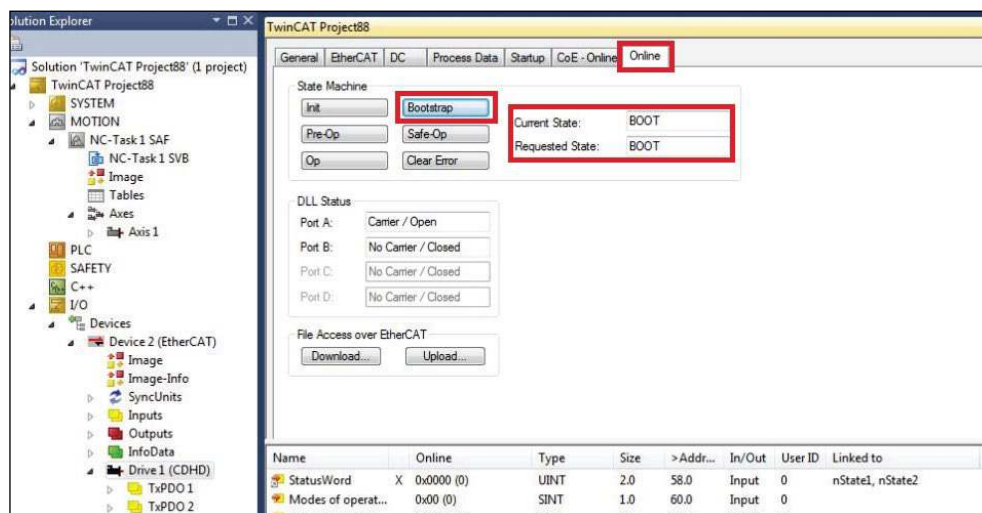 olution Explorer
Solution 'TwinCAT Project88' (1 project)
TwinCAT Project88
SYSTEM
MOTION
NC-Task 1 SAF
NC-Task 1 SVB
Image
Tables
Axes
Axis 1
PLC
SAFETY
C++
I/O
Devices
Device 2 (EtherCAT)
Image
Image-Info
SyncUnits
Inputs
Outputs
InfoData
Drive 1 (CDHD)
TxPDO 1
TxPDO 2
TwinCAT Project88
General EtherCAT DC Process Data Startup CoE - Online Online
State Machine
Init Bootstrap
Pre-Op Safe-Op
Op Clear Error
Current State: BOOT
Requested State: BOOT
DLL Status
Port A: Carrier / Open
Port B: No Carrier / Closed
Port C: No Carrier / Closed
Port D: No Carrier / Closed
File Access over EtherCAT
Download... Upload...
Name Online Type Size >Addr... In/Out User ID Linked to
StatusWord X 0x0000 (0) UINT 2.0 58.0 Input 0 nState1, nState2
Modes of operat... 0x00 (0) SINT 1.0 60.0 Input 0